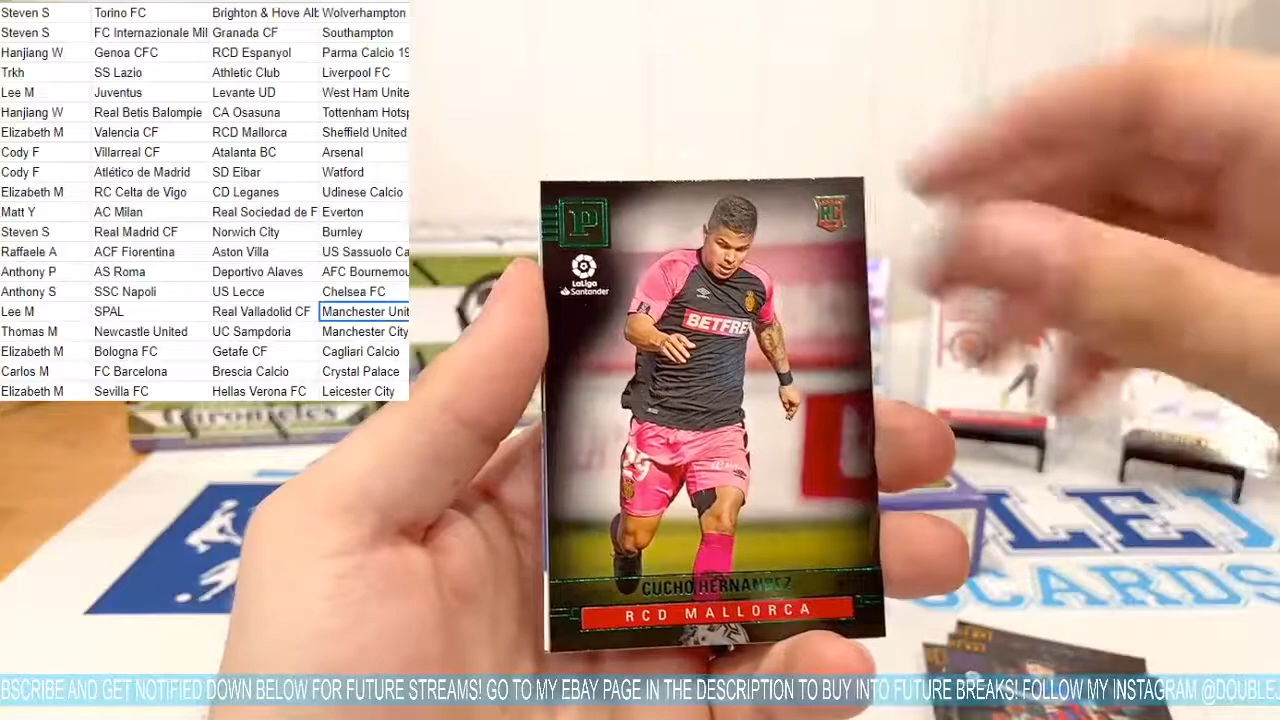 Steven S Torino FC Brighton & Hove Alb Wolverhampton
Steven S FC Internazionale Mil Granada CF Southampton
Hanjiang W Genoa CFC RCD Espanyol Parma Calcio 19
Trkh SS Lazio Athletic Club Liverpool FC
Lee M Juventus Levante UD West Ham Unite
Hanjiang W Real Betis Balompie CA Osasuna Tottenham Hotsp
Elizabeth M Valencia CF RCD Mallorca Sheffield United
Cody F Villarreal CF Atalanta BC Arsenal
Cody F Atlético de Madrid SD Eibar Watford
Elizabeth M RC Celta de Vigo CD Leganes Udinese Calcio
Matt Y AC Milan Real Sociedad de F Everton
Steven S Real Madrid CF Norwich City Burnley
Raffaele A ACF Fiorentina Aston Villa US Sassuolo Ca
Anthony P AS Roma Deportivo Alaves AFC Bournemou
Anthony S SSC Napoli US Lecce Chelsea FC
Lee M SPAL Real Valladolid CF Manchester Unit
Thomas M Newcastle United UC Sampdoria Manchester City
Elizabeth M Bologna FC Getafe CF Cagliari Calcio
Carlos M FC Barcelona Brescia Calcio Crystal Palace
Elizabeth M Sevilla FC Hellas Verona FC Leicester City
P
RC
LaLiga
Santander
BETFRE
29
CUCHO HERNANDEZ
RCD MALLORCA
Chronicles
LEJ
CARDS
BSCRIBE AND GET NOTIFIED DOWN BELOW FOR FUTURE STREAMS! GO TO MY EBAY PAGE IN THE DESCRIPTION TO BUY INTO FUTURE BREAKS! FOLLOW MY INSTAGRAM @DOUBLEJ